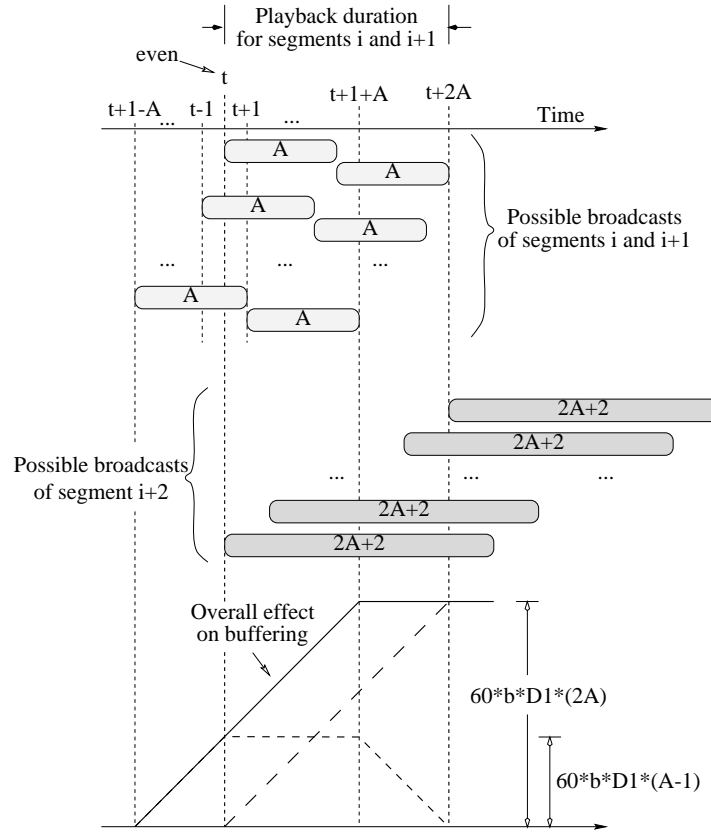 Playback duration
for segments i and i+1
even
t
t+1-A ... t-1 t+1 ... t+1+A t+2A
Time
A
A
A
A
Possible broadcasts
of segments i and i+1
... ... ...
A
A
2A+2
2A+2
Possible broadcasts
of segment i+2
... ... ...
2A+2
2A+2
Overall effect
on buffering
60*b*D1*(2A)
60*b*D1*(A-1)